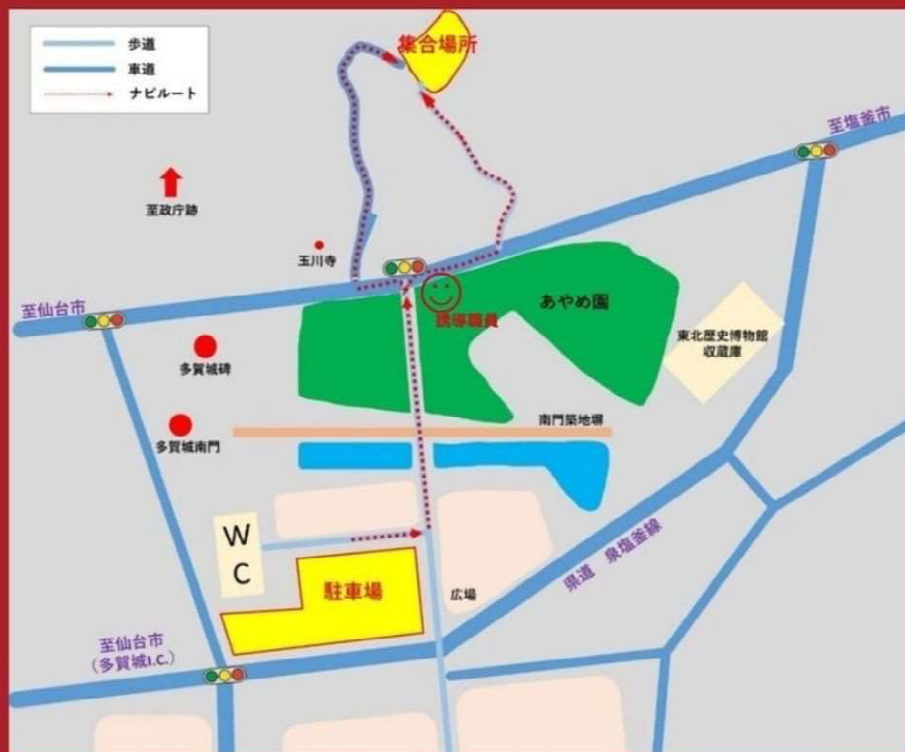 歩道
車道
ナビルート
集合場所
至塩釜市
至政庁跡
玉川寺
至仙台市
誘導職員
あやめ園
東北歴史博物館
収蔵庫
多賀城碑
多賀城南門
南門築地塀
W
C
駐車場
広場
県道 泉塩釜線
至仙台市
(多賀城I.C.)